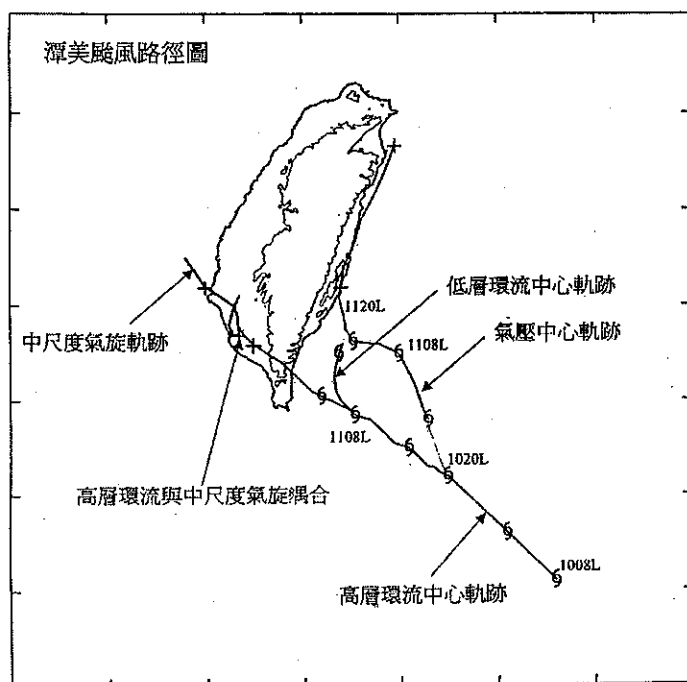 潭美颱風路徑圖
低層環流中心軌跡
1120L
氣壓中心軌跡
1108L
中尺度氣旋軌跡
1108L
1020L
高層環流與中尺度氣旋耦合
1008L
高層環流中心軌跡